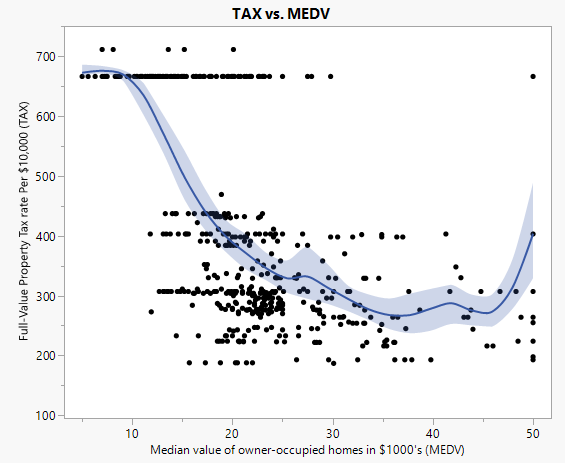 TAX vs. MEDV
Full-Value Property Tax rate Per $10,000 (TAX)
700
600
500
400
300
200
100
10 20 30 40 50
Median value of owner-occupied homes in $1000's (MEDV)